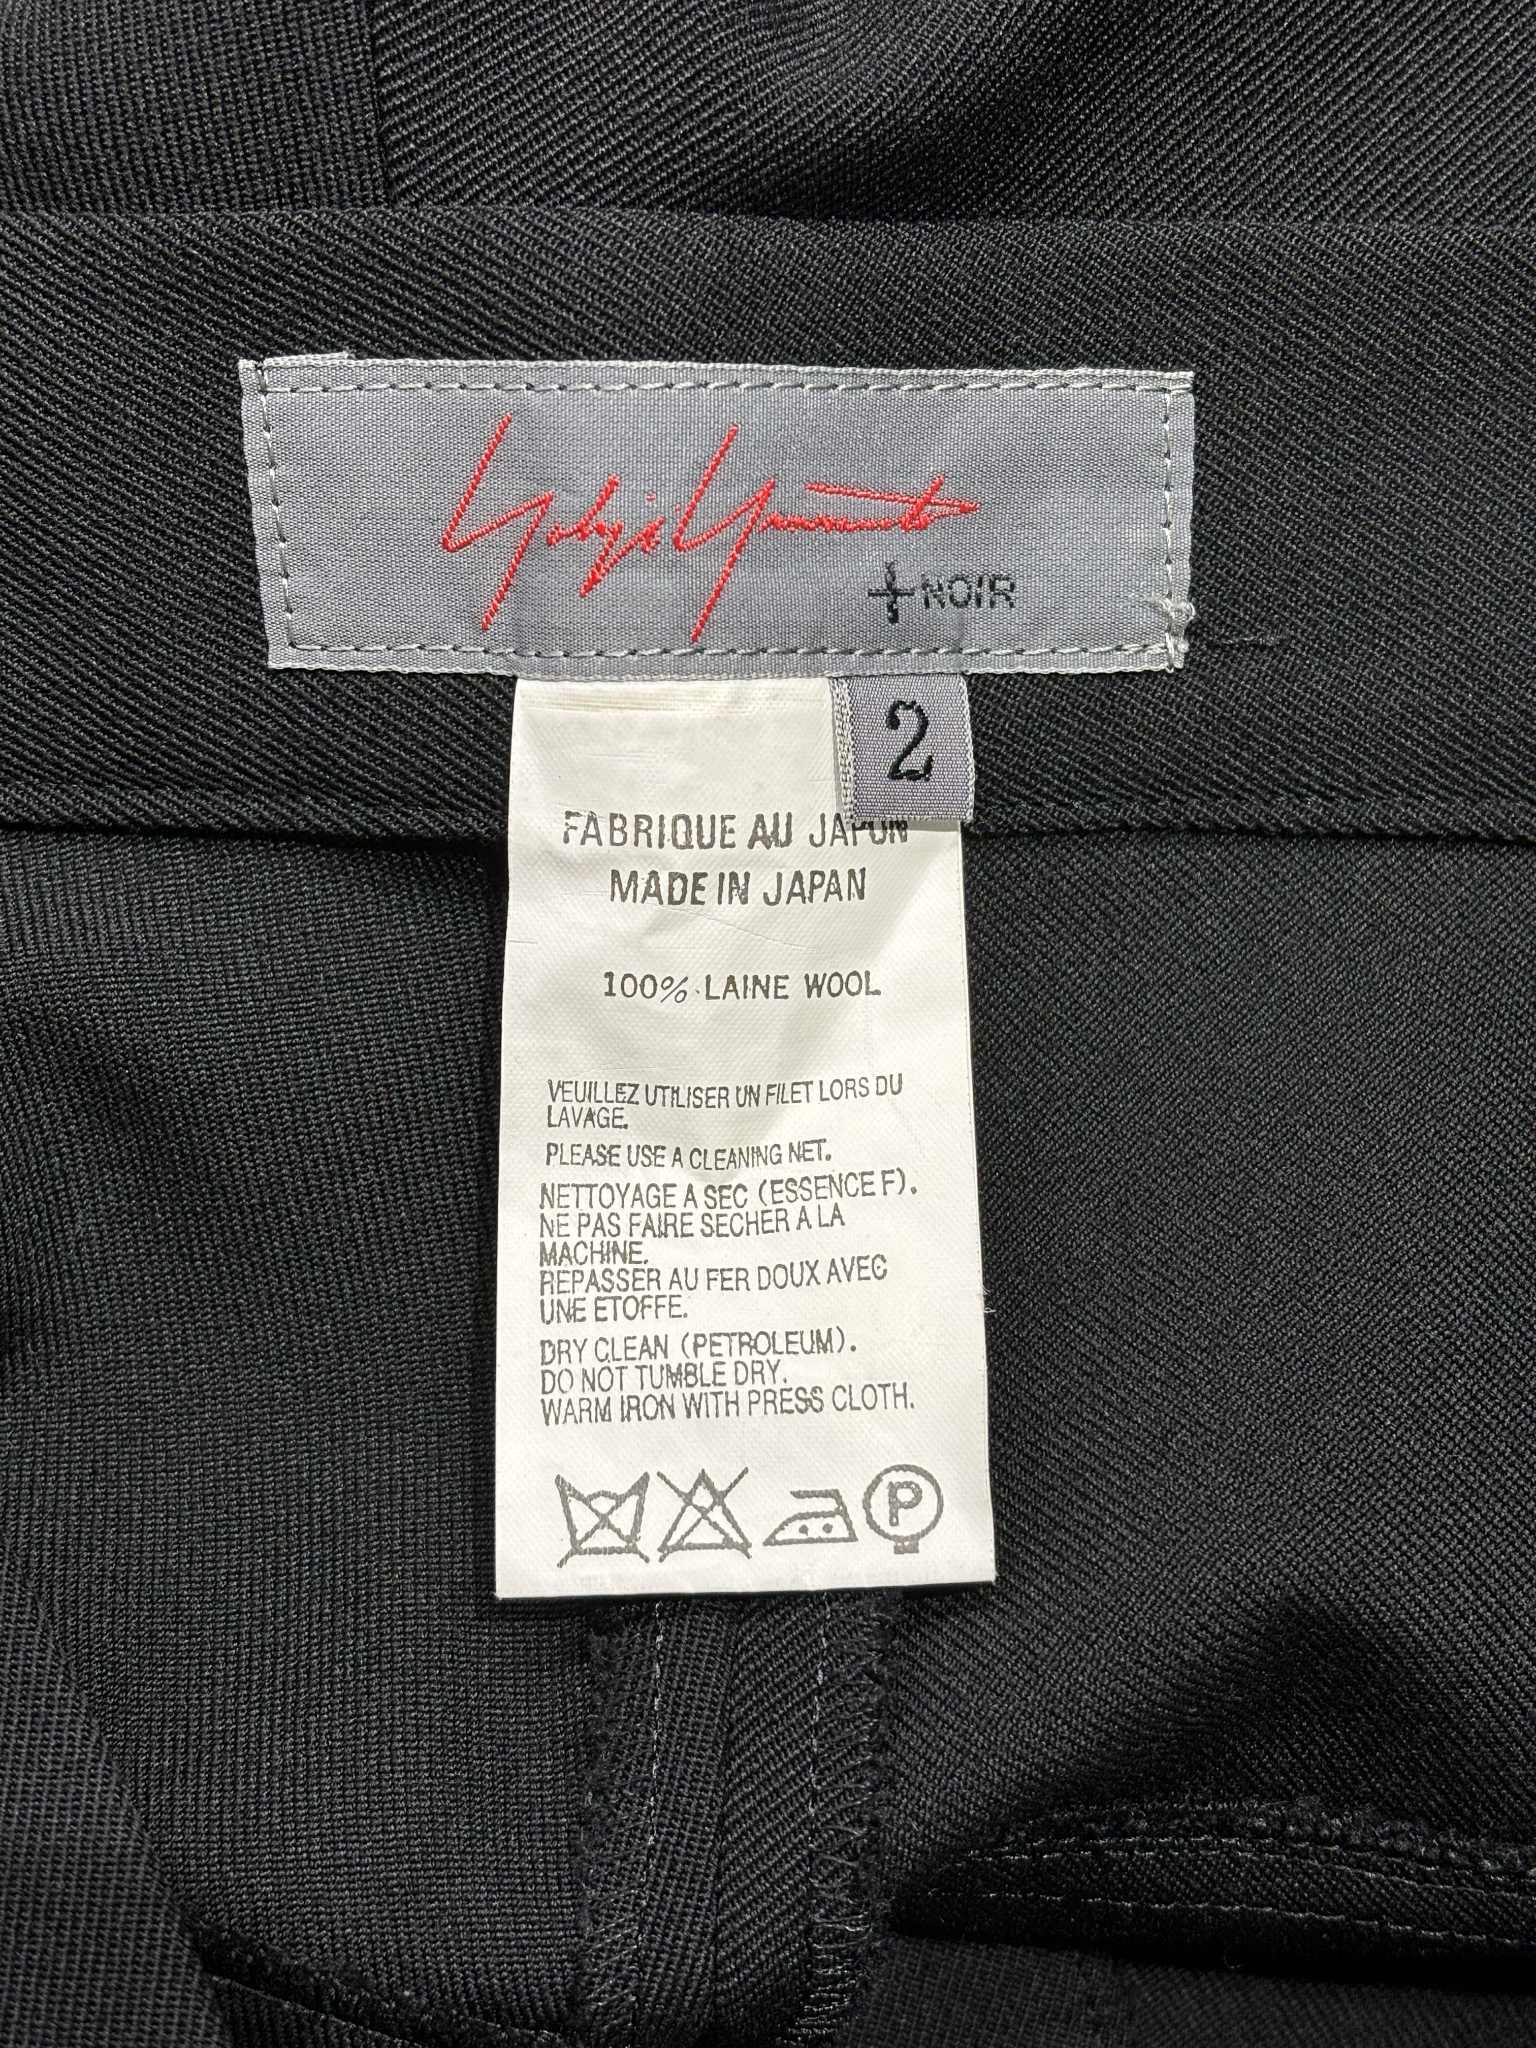 Yohji Yamamoto
+NOIR
2
FABRIQUE AU JAPON
MADE IN JAPAN
100% LAINE WOOL
VEUILLEZ UTILISER UN FILET LORS DU
LAVAGE.
PLEASE USE A CLEANING NET.
NETTOYAGE A SEC (ESSENCE F).
NE PAS FAIRE SECHER A LA
MACHINE.
REPASSER AU FER DOUX AVEC
UNE ETOFFE.
DRY CLEAN (PETROLEUM).
DO NOT TUMBLE DRY.
WARM IRON WITH PRESS CLOTH.
P